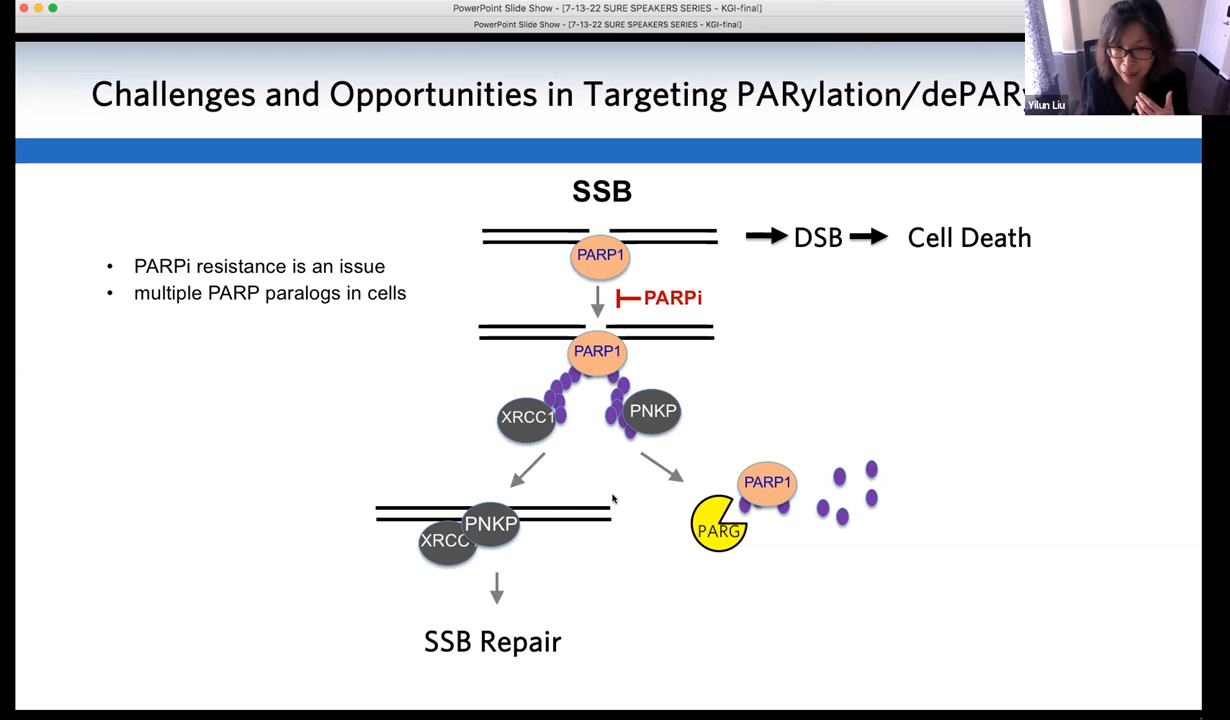 PowerPoint Slide Show - [7-13-22 SURE SPEAKERS SERIES - KGI-final]
PowerPoint Slide Show - [7-13-22 SURE SPEAKERS SERIES - KGI-final]
Challenges and Opportunities in Targeting PARylation/dePAR
Yilun Liu
SSB
PARP1
DSB
Cell Death
• PARPi resistance is an issue
• multiple PARP paralogs in cells
PARPi
PARP1
XRCC1
PNKP
PARP1
PARG
PNKP
XRCC
SSB Repair